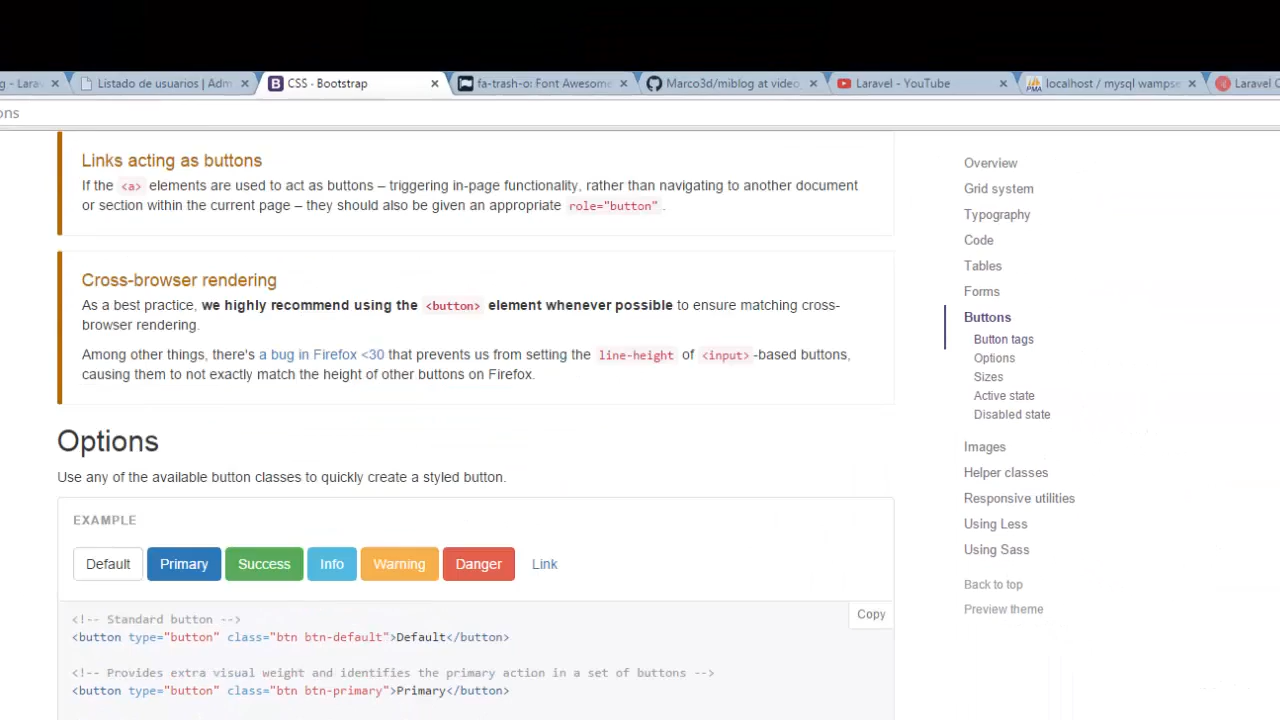 g - Lara
Listado de usuarios | Adm
CSS - Bootstrap
fa-trash-o: Font Awesome
Marco3d/miblog at video_
Laravel - YouTube
localhost / mysql wampse
Laravel C
ons
Links acting as buttons
If the <a> elements are used to act as buttons – triggering in-page functionality, rather than navigating to another document
or section within the current page – they should also be given an appropriate role="button".
Cross-browser rendering
As a best practice, we highly recommend using the <button> element whenever possible to ensure matching cross-
browser rendering.
Among other things, there's a bug in Firefox <30 that prevents us from setting the line-height of <input>-based buttons,
causing them to not exactly match the height of other buttons on Firefox.
Options
Use any of the available button classes to quickly create a styled button.
EXAMPLE
Default Primary Success Info Warning Danger Link
Copy
<!-- Standard button -->
<button type="button" class="btn btn-default">Default</button>
<!-- Provides extra visual weight and identifies the primary action in a set of buttons -->
<button type="button" class="btn btn-primary">Primary</button>
Overview
Grid system
Typography
Code
Tables
Forms
Buttons
Button tags
Options
Sizes
Active state
Disabled state
Images
Helper classes
Responsive utilities
Using Less
Using Sass
Back to top
Preview theme